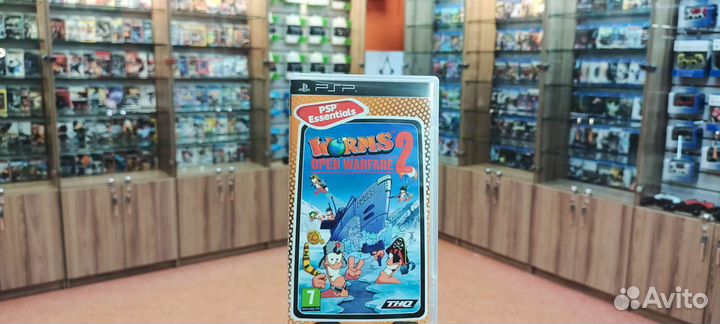 PSP
PSP
Essentials
WORMS
OPEN WARFARE 2
7
THQ
Avito